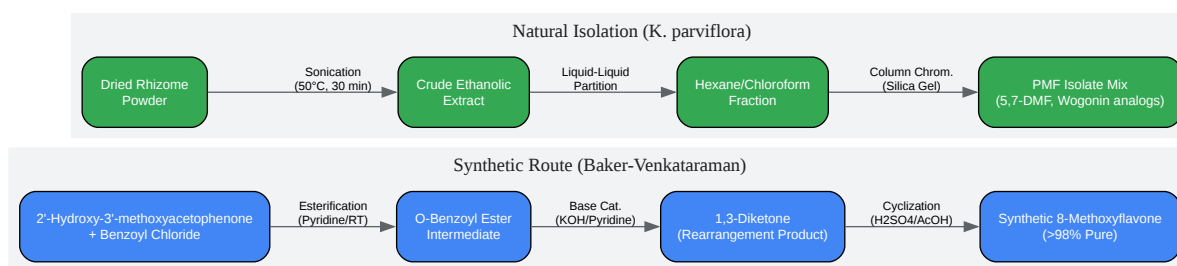 Natural Isolation (K. parviflora)
Dried Rhizome
Powder
Sonication
(50°C, 30 min)
Crude Ethanolic
Extract
Liquid-Liquid
Partition
Hexane/Chloroform
Fraction
Column Chrom.
(Silica Gel)
PMF Isolate Mix
(5,7-DMF, Wogonin analogs)
Synthetic Route (Baker-Venkataraman)
2'-Hydroxy-3'-methoxyacetophenone
+ Benzoyl Chloride
Esterification
(Pyridine/RT)
O-Benzoyl Ester
Intermediate
Base Cat.
(KOH/Pyridine)
1,3-Diketone
(Rearrangement Product)
Cyclization
(H2SO4/AcOH)
Synthetic 8-Methoxyflavone
(>98% Pure)